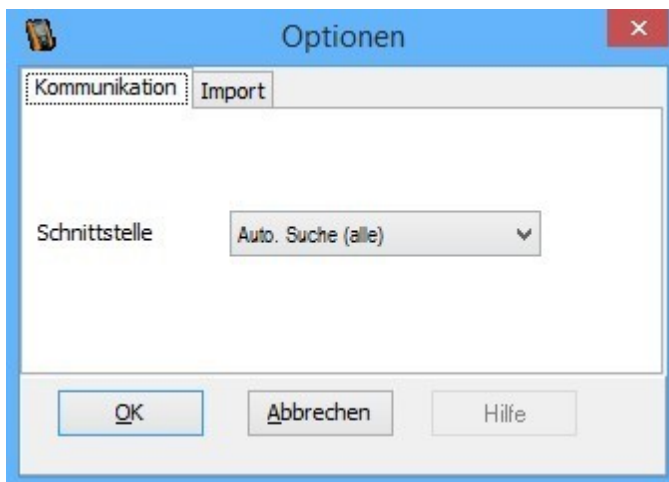 Optionen
Kommunikation Import
Schnittstelle Auto. Suche (alle)
OK Abbrechen Hilfe